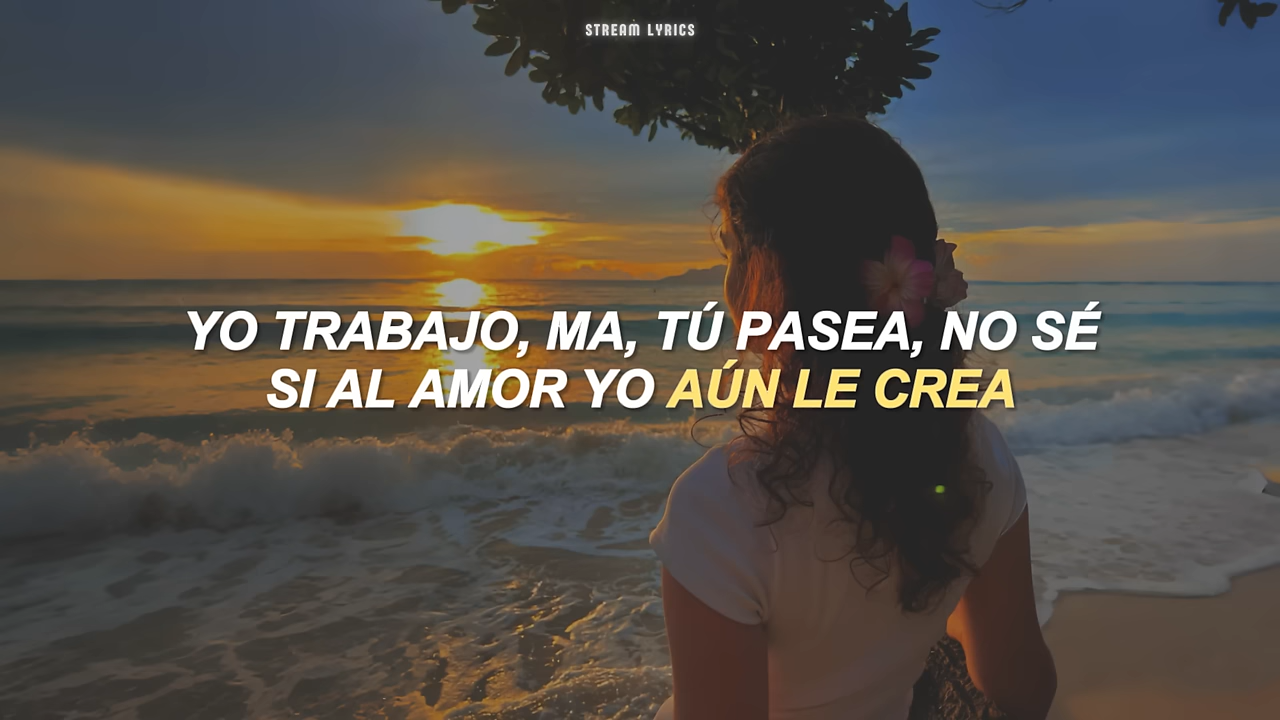 STREAM LYRICS
YO TRABAJO, MA, TÚ PASEA, NO SÉ
SI AL AMOR YO AÚN LE CREA